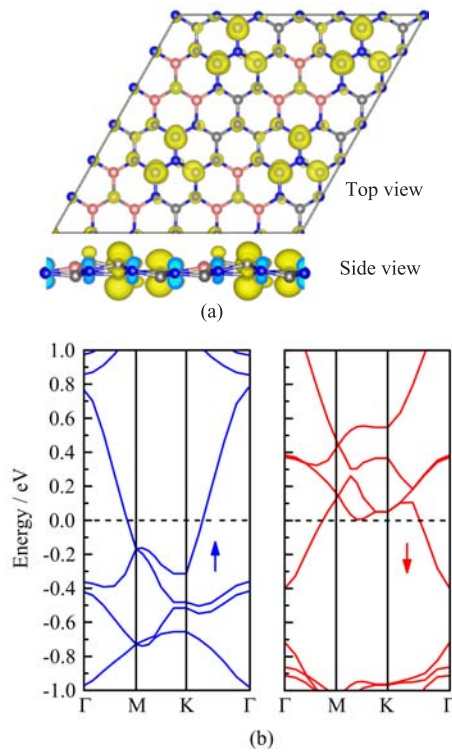 Top view
Side view
(a)
1.0
0.8
0.6
0.4
0.2
0.0
-0.2
-0.4
-0.6
-0.8
-1.0
Energy / eV
Γ M K Γ Γ M K Γ
(b)